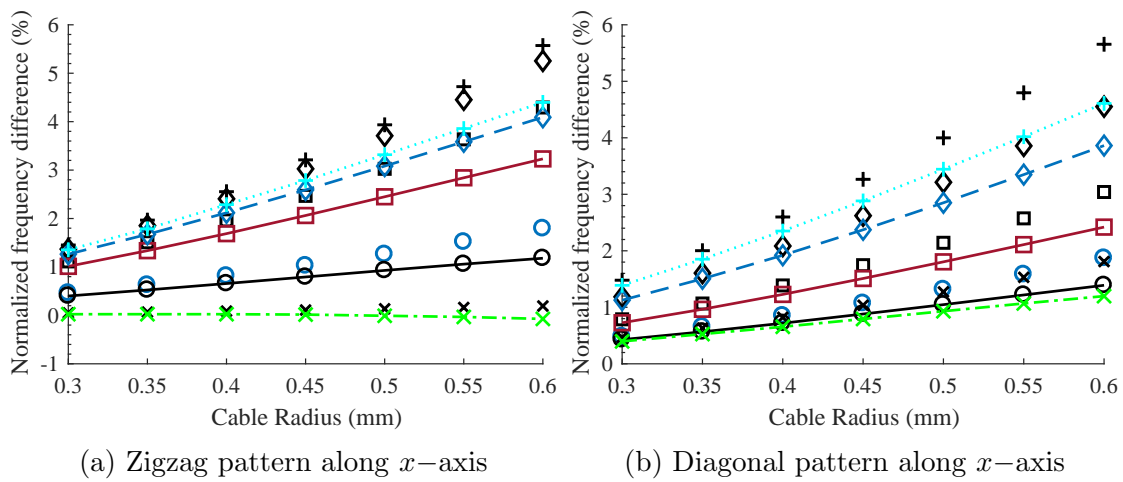 Normalized frequency difference (%)
6
5
4
3
2
1
0
-1
0.3 0.35 0.4 0.45 0.5 0.55 0.6
Cable Radius (mm)
(a) Zigzag pattern along x−axis
Normalized frequency difference (%)
6
5
4
3
2
1
0
0.3 0.35 0.4 0.45 0.5 0.55 0.6
Cable Radius (mm)
(b) Diagonal pattern along x−axis